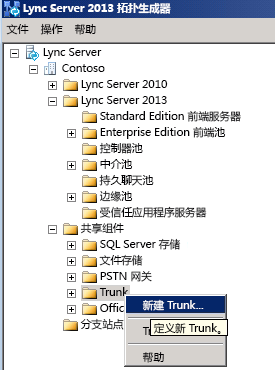 Lync Server 2013 拓扑生成器
文件 操作 帮助
Lync Server
Contoso
Lync Server 2010
Lync Server 2013
Standard Edition 前端服务器
Enterprise Edition 前端池
控制器池
中介池
持久聊天池
边缘池
受信任应用程序服务器
共享组件
SQL Server 存储
文件存储
PSTN 网关
Trunk
新建 Trunk...
Offic
定义新 Trunk。
分支站点
帮助